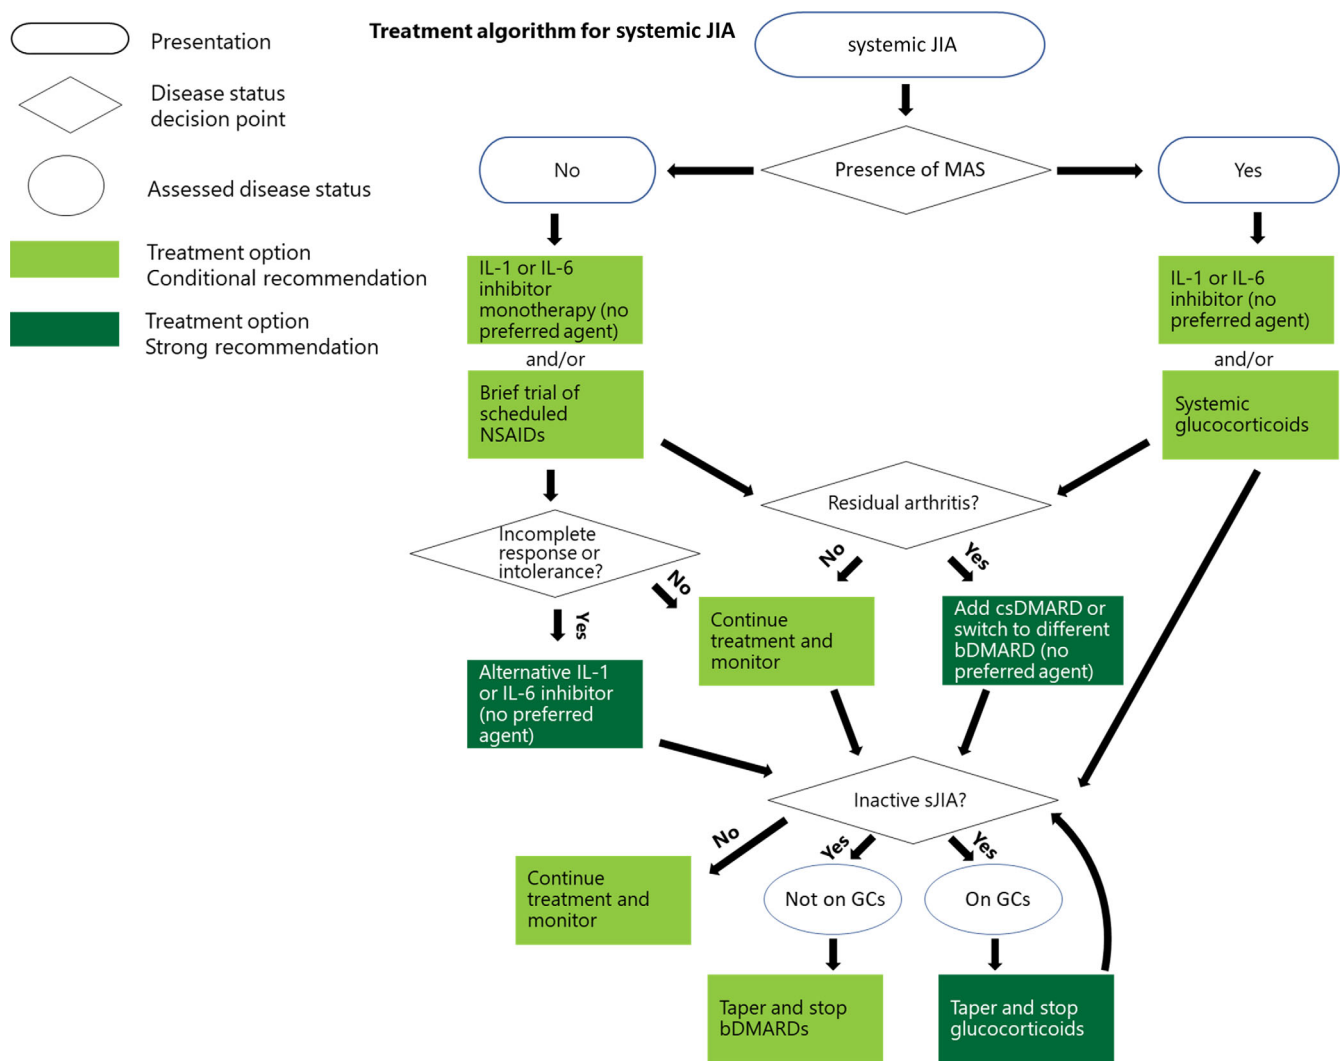 Treatment algorithm for systemic JIA
Presentation
Disease status
decision point
Assessed disease status
Treatment option
Conditional recommendation
Treatment option
Strong recommendation
systemic JIA
Presence of MAS
No
Yes
IL-1 or IL-6
inhibitor
monotherapy (no
preferred agent)
and/or
Brief trial of
scheduled
NSAIDs
IL-1 or IL-6
inhibitor (no
preferred agent)
and/or
Systemic
glucocorticoids
Residual arthritis?
Incomplete
response or
intolerance?
No
Yes
No
Yes
Continue
treatment and
monitor
Add csDMARD or
switch to different
bDMARD (no
preferred agent)
Alternative IL-1
or IL-6 inhibitor
(no preferred
agent)
Inactive sJIA?
No
Yes
Yes
Continue
treatment and
monitor
Not on GCs
On GCs
Taper and stop
bDMARDs
Taper and stop
glucocorticoids